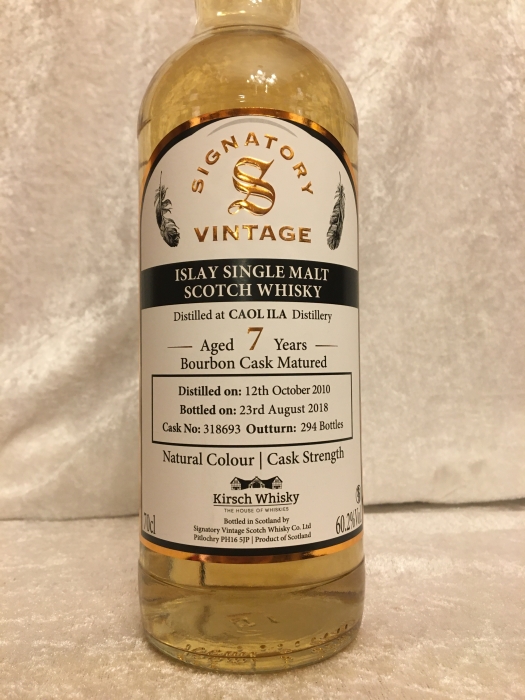 SIGNATORY
S
VINTAGE
ISLAY SINGLE MALT
SCOTCH WHISKY
Distilled at CAOL ILA Distillery
Aged 7 Years
Bourbon Cask Matured
Distilled on: 12th October 2010
Bottled on: 23rd August 2018
Cask No: 318693 Outturn: 294 Bottles
Natural Colour | Cask Strength
Kirsch Whisky
THE HOUSE OF WHISKIES
70cl
Bottled in Scotland by
Signatory Vintage Scotch Whisky Co. Ltd
Pitlochry PH16 5JP | Product of Scotland
60.2%Vol